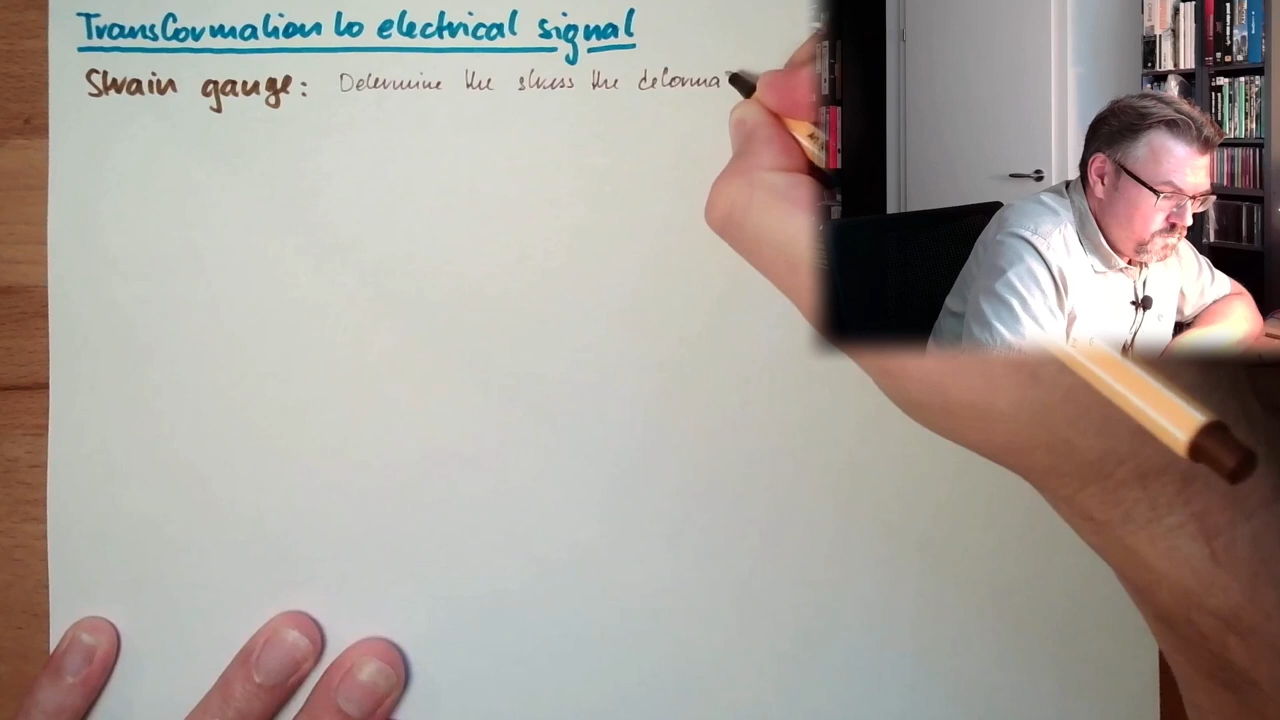 Transformation to electrical signal
Strain gauge: Determine the stress the deforma